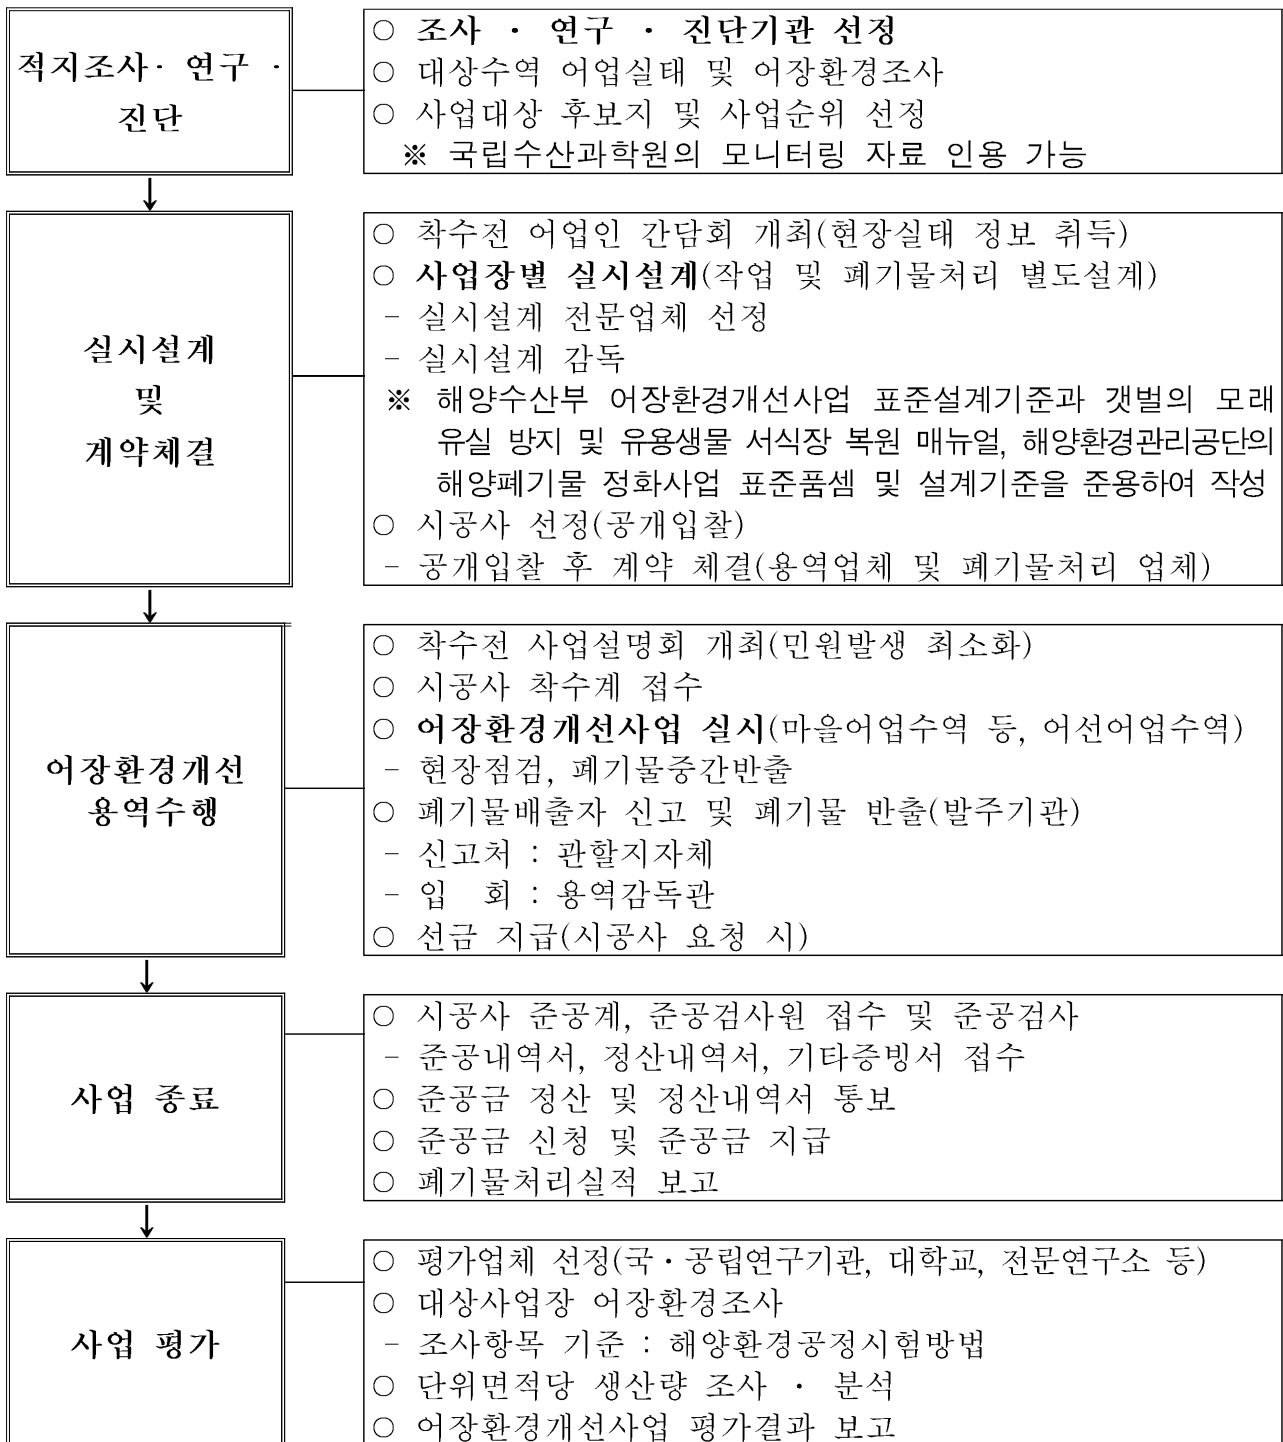 적지조사· 연구 ·
진단
○ 조사 · 연구 · 진단기관 선정
○ 대상수역 어업실태 및 어장환경조사
○ 사업대상 후보지 및 사업순위 선정
※ 국립수산과학원의 모니터링 자료 인용 가능
↓
실시설계
및
계약체결
○ 착수전 어업인 간담회 개최(현장실태 정보 취득)
○ 사업장별 실시설계(작업 및 폐기물처리 별도설계)
- 실시설계 전문업체 선정
- 실시설계 감독
※ 해양수산부 어장환경개선사업 표준설계기준과 갯벌의 모래
유실 방지 및 유용생물 서식장 복원 매뉴얼, 해양환경관리공단의
해양폐기물 정화사업 표준품셈 및 설계기준을 준용하여 작성
○ 시공사 선정(공개입찰)
- 공개입찰 후 계약 체결(용역업체 및 폐기물처리 업체)
↓
어장환경개선
용역수행
○ 착수전 사업설명회 개최(민원발생 최소화)
○ 시공사 착수계 접수
○ 어장환경개선사업 실시(마을어업수역 등, 어선어업수역)
- 현장점검, 폐기물중간반출
○ 폐기물배출자 신고 및 폐기물 반출(발주기관)
- 신고처 : 관할지자체
- 입 회 : 용역감독관
○ 선금 지급(시공사 요청 시)
↓
사업 종료
○ 시공사 준공계, 준공검사원 접수 및 준공검사
- 준공내역서, 정산내역서, 기타증빙서 접수
○ 준공금 정산 및 정산내역서 통보
○ 준공금 신청 및 준공금 지급
○ 폐기물처리실적 보고
↓
사업 평가
○ 평가업체 선정(국·공립연구기관, 대학교, 전문연구소 등)
○ 대상사업장 어장환경조사
- 조사항목 기준 : 해양환경공정시험방법
○ 단위면적당 생산량 조사 · 분석
○ 어장환경개선사업 평가결과 보고